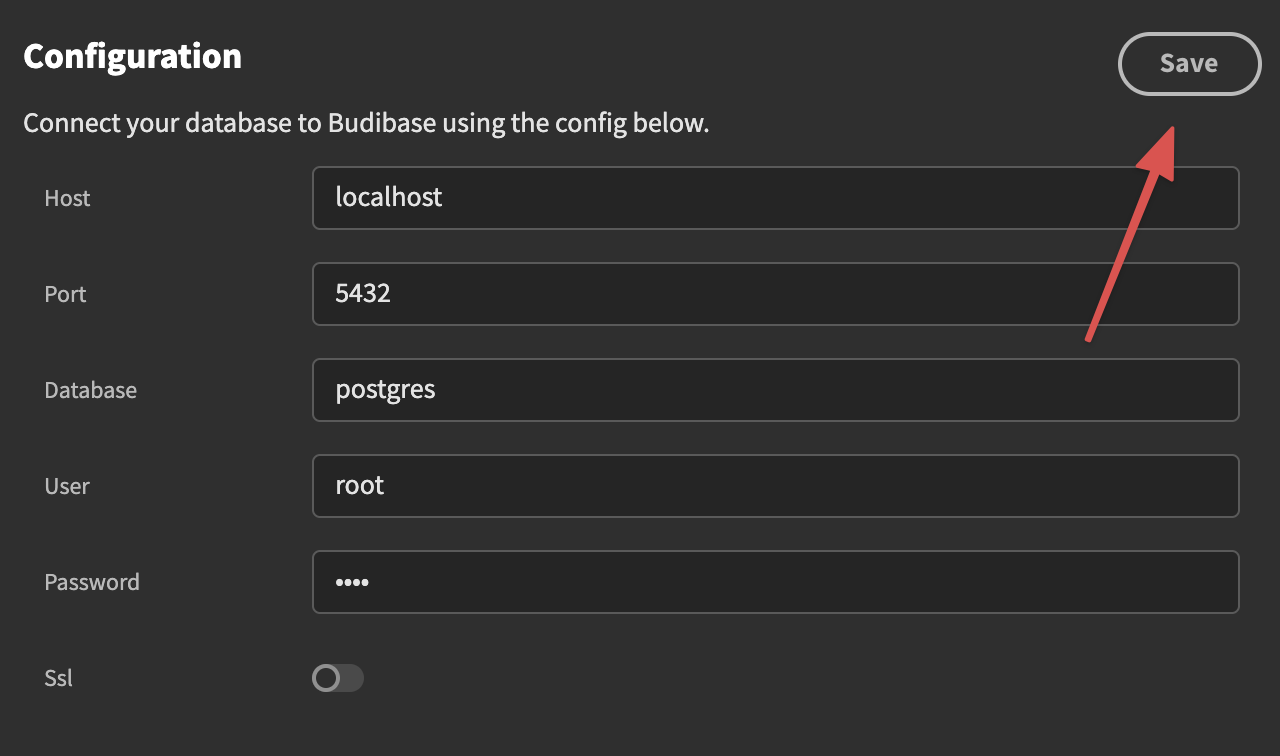 Configuration
Save
Connect your database to Budibase using the config below.
Host
localhost
Port
5432
Database
postgres
User
root
Password
••••
Ssl